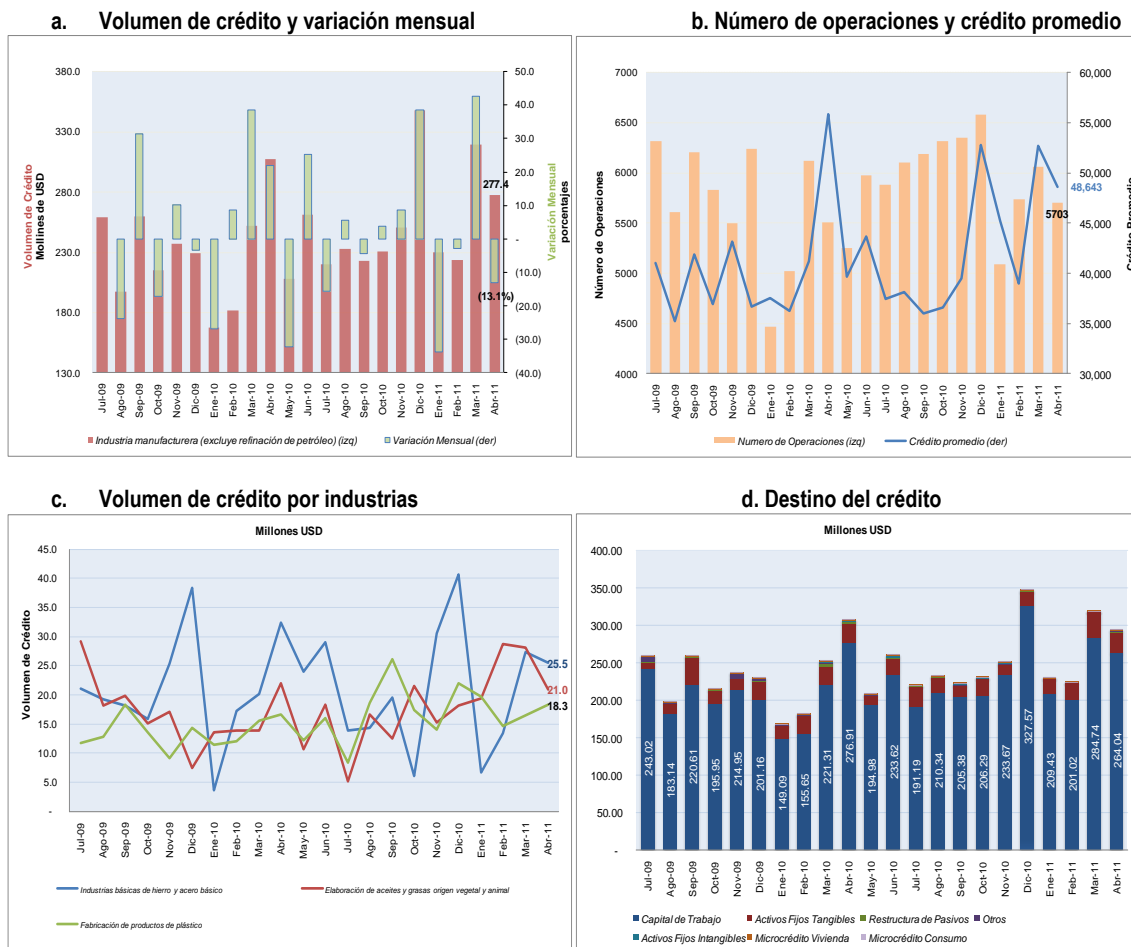 a. Volumen de crédito y variación mensual
380.0
330.0
280.0
230.0
180.0
130.0
Volumen de Crédito
Mollines de USD
50.0
40.0
30.0
20.0
10.0
-
(10.0)
(20.0)
(30.0)
(40.0)
Variación Mensual
porcentajes
277.4
(13.1%)
Jul-09
Ago-09
Sep-09
Oct-09
Nov-09
Dic-09
Ene-10
Feb-10
Mar-10
Abr-10
May-10
Jun-10
Jul-10
Ago-10
Sep-10
Oct-10
Nov-10
Dic-10
Ene-11
Feb-11
Mar-11
Abr-11
Industria manufacturera (excluye refinación de petróleo) (izq)
Variación Mensual (der)
b. Número de operaciones y crédito promedio
7000
6500
6000
5500
5000
4500
4000
Número de Operaciones
60,000
55,000
50,000
45,000
40,000
35,000
30,000
Crédito Promedio
48,643
5703
Jul-09
Ago-09
Sep-09
Oct-09
Nov-09
Dic-09
Ene-10
Feb-10
Mar-10
Abr-10
May-10
Jun-10
Jul-10
Ago-10
Sep-10
Oct-10
Nov-10
Dic-10
Ene-11
Feb-11
Mar-11
Abr-11
Numero de Operaciones (izq)
Crédito promedio (der)
c. Volumen de crédito por industrias
Millones USD
45.0
40.0
35.0
30.0
25.0
20.0
15.0
10.0
5.0
-
Volumen de Crédito
25.5
21.0
18.3
Jul-09
Ago-09
Sep-09
Oct-09
Nov-09
Dic-09
Ene-10
Feb-10
Mar-10
Abr-10
May-10
Jun-10
Jul-10
Ago-10
Sep-10
Oct-10
Nov-10
Dic-10
Ene-11
Feb-11
Mar-11
Abr-11
Industrias básicas de hierro y acero básico
Elaboración de aceites y grasas origen vegetal y animal
Fabricación de productos de plástico
d. Destino del crédito
Millones USD
400.00
350.00
300.00
250.00
200.00
150.00
100.00
50.00
-
243.02
183.14
220.61
195.95
214.95
201.16
149.09
155.65
221.31
276.91
194.98
233.62
191.19
210.34
205.38
206.29
233.67
327.57
209.43
201.02
284.74
264.04
Jul-09
Ago-09
Sep-09
Oct-09
Nov-09
Dic-09
Ene-10
Feb-10
Mar-10
Abr-10
May-10
Jun-10
Jul-10
Ago-10
Sep-10
Oct-10
Nov-10
Dic-10
Ene-11
Feb-11
Mar-11
Abr-11
Capital de Trabajo
Activos Fijos Tangibles
Restructura de Pasivos
Otros
Activos Fijos Intangibles
Microcrédito Vivienda
Microcrédito Consumo